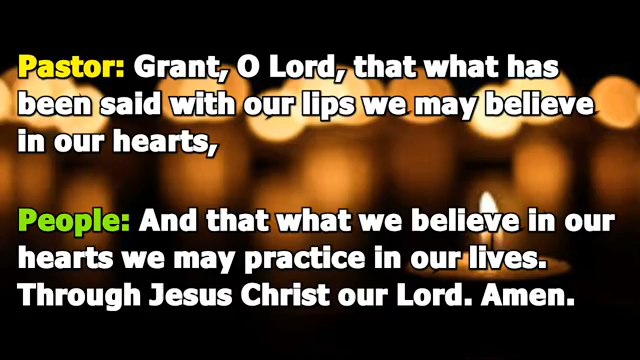 Pastor: Grant, O Lord, that what has
been said with our lips we may believe
in our hearts,
People: And that what we believe in our
hearts we may practice in our lives.
Through Jesus Christ our Lord. Amen.